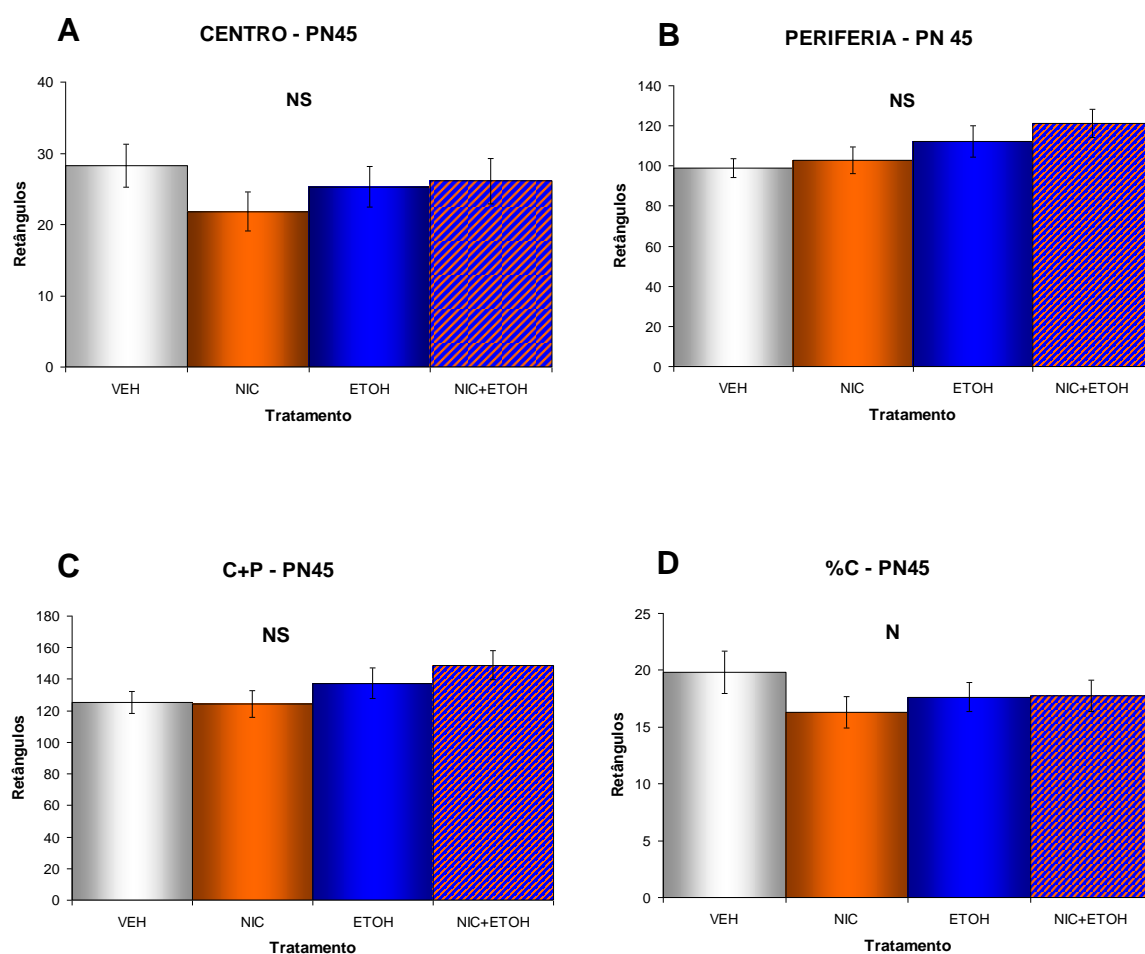 A
CENTRO - PN45
40
30
20
10
0
Retângulos
NS
VEH NIC ETOH NIC+ETOH
Tratamento
B
PERIFERIA - PN 45
140
120
100
80
60
40
20
0
Retângulos
NS
VEH NIC ETOH NIC+ETOH
Tratamento
C
C+P - PN45
180
160
140
120
100
80
60
40
20
0
Retângulos
NS
VEH NIC ETOH NIC+ETOH
Tratamento
D
%C - PN45
25
20
15
10
5
0
Retângulos
N
VEH NIC ETOH NIC+ETOH
Tratamento